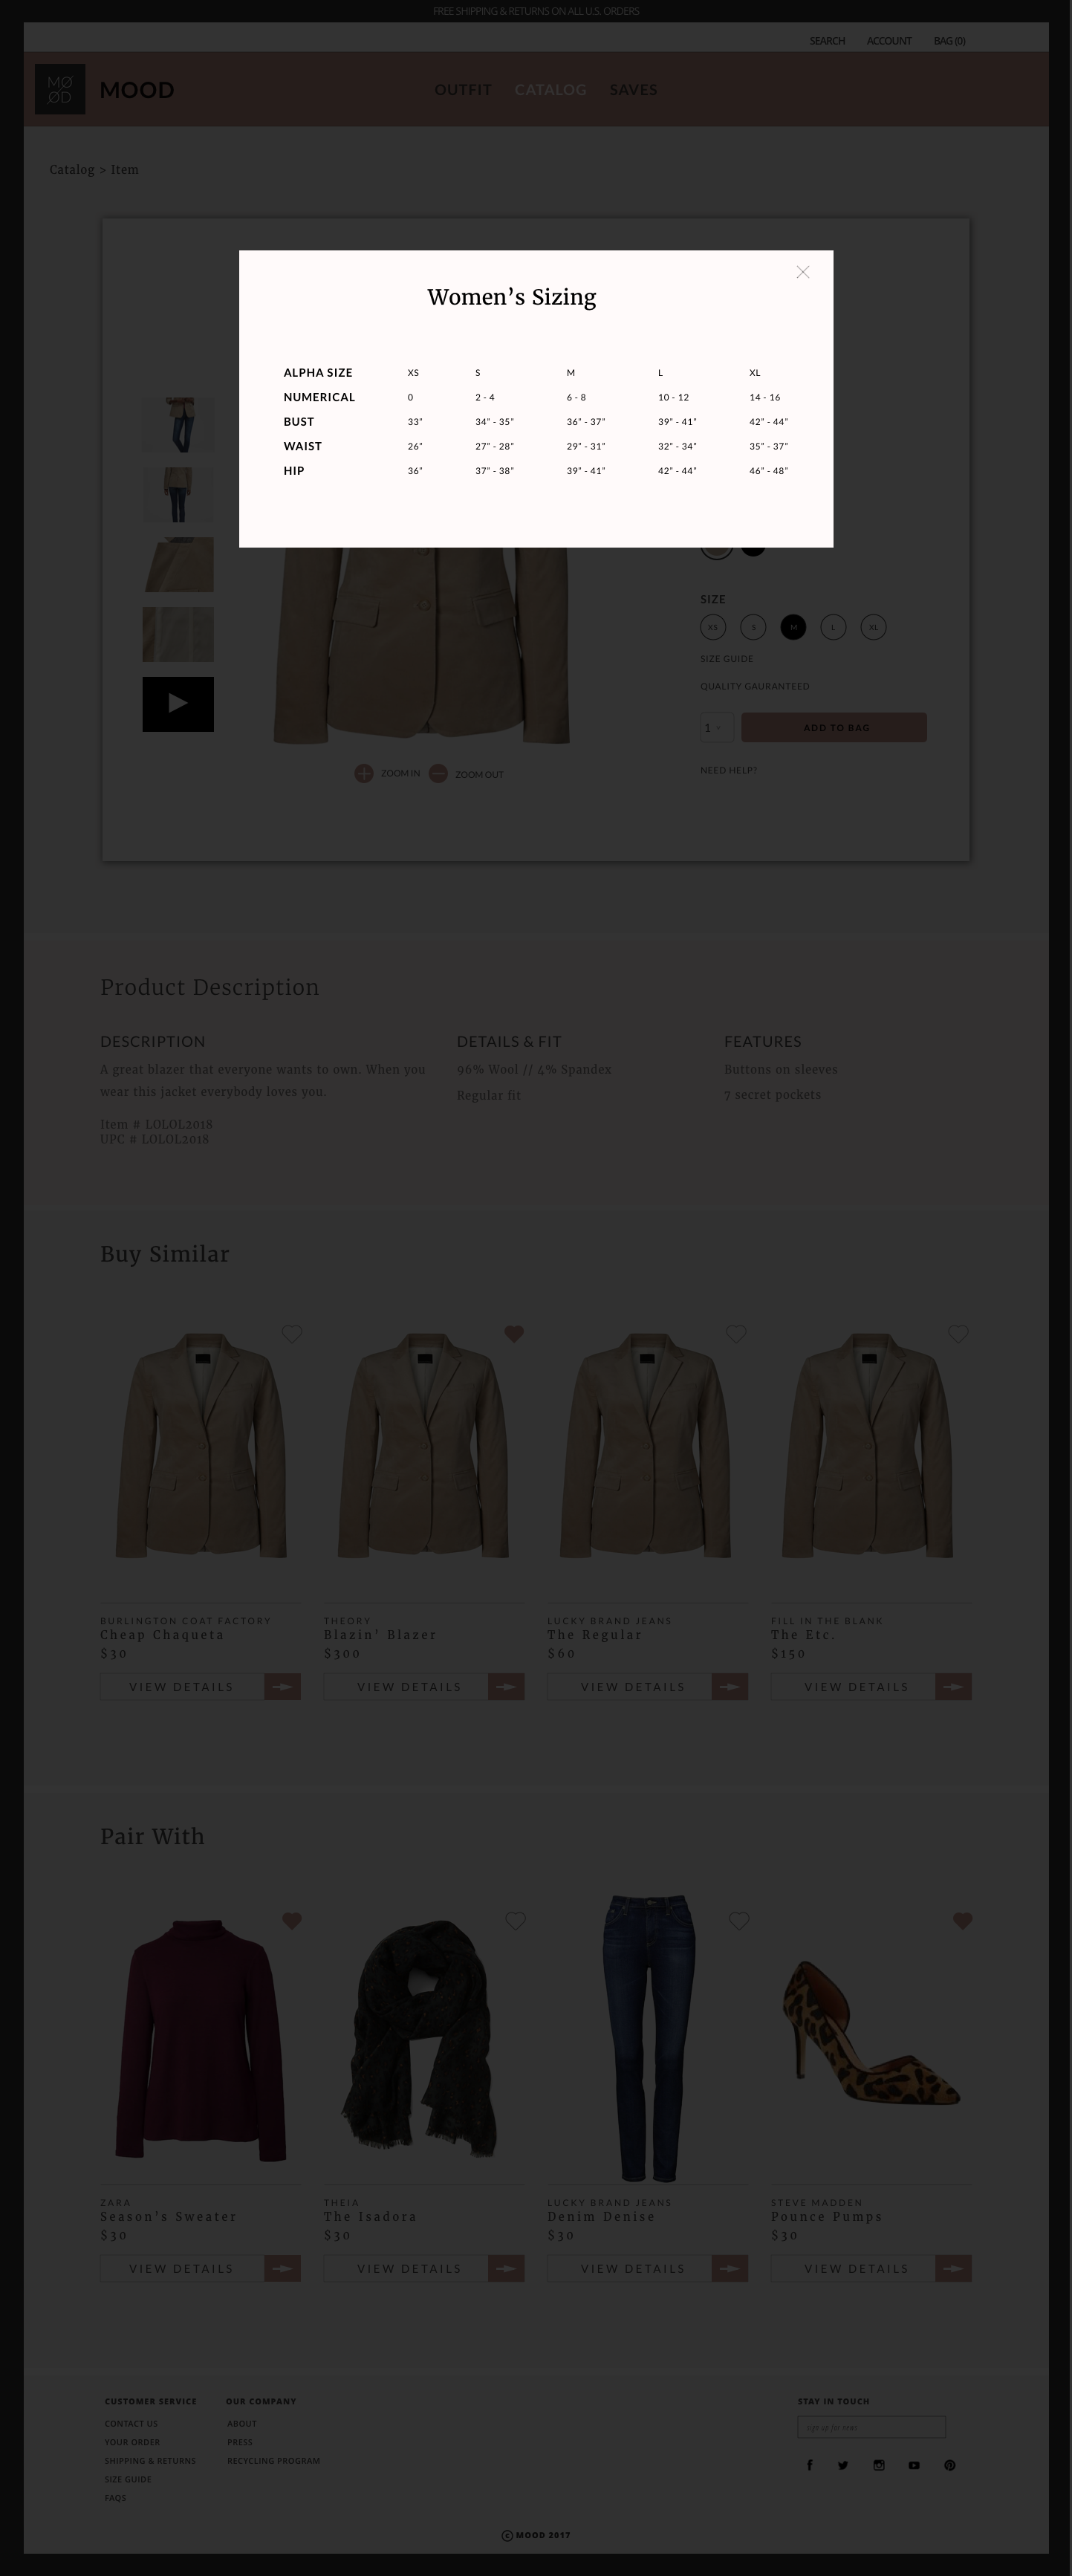 FREE SHIPPING & RETURNS ON ALL U.S. ORDERS
SEARCH ACCOUNT BAG (0)
MØ
ØD
MOOD
OUTFIT CATALOG SAVES
Catalog > Item
Women's Sizing
ALPHA SIZE XS S M L XL
NUMERICAL 0 2 - 4 6 - 8 10 - 12 14 - 16
BUST 33" 34" - 35" 36" - 37" 39" - 41" 42" - 44"
WAIST 26" 27" - 28" 29" - 31" 32" - 34" 35" - 37"
HIP 36" 37" - 38" 39" - 41" 42" - 44" 46" - 48"
SIZE
XS S M L XL
SIZE GUIDE
QUALITY GAURANTEED
1 ADD TO BAG
NEED HELP?
ZOOM IN ZOOM OUT
Product Description
DESCRIPTION
A great blazer that everyone wants to own. When you
wear this jacket everybody loves you.
Item # LOLOL2018
UPC # LOLOL2018
DETAILS & FIT
96% Wool // 4% Spandex
Regular fit
FEATURES
Buttons on sleeves
7 secret pockets
Buy Similar
BURLINGTON COAT FACTORY
Cheap Chaqueta
$30
VIEW DETAILS
THEORY
Blazin' Blazer
$300
VIEW DETAILS
LUCKY BRAND JEANS
The Regular
$60
VIEW DETAILS
FILL IN THE BLANK
The Etc.
$150
VIEW DETAILS
Pair With
ZARA
Season's Sweater
$30
VIEW DETAILS
THEIA
The Isadora
$30
VIEW DETAILS
LUCKY BRAND JEANS
Denim Denise
$30
VIEW DETAILS
STEVE MADDEN
Pounce Pumps
$30
VIEW DETAILS
CUSTOMER SERVICE
CONTACT US
YOUR ORDER
SHIPPING & RETURNS
SIZE GUIDE
FAQS
OUR COMPANY
ABOUT
PRESS
RECYCLING PROGRAM
STAY IN TOUCH
sign up for news
© MOOD 2017